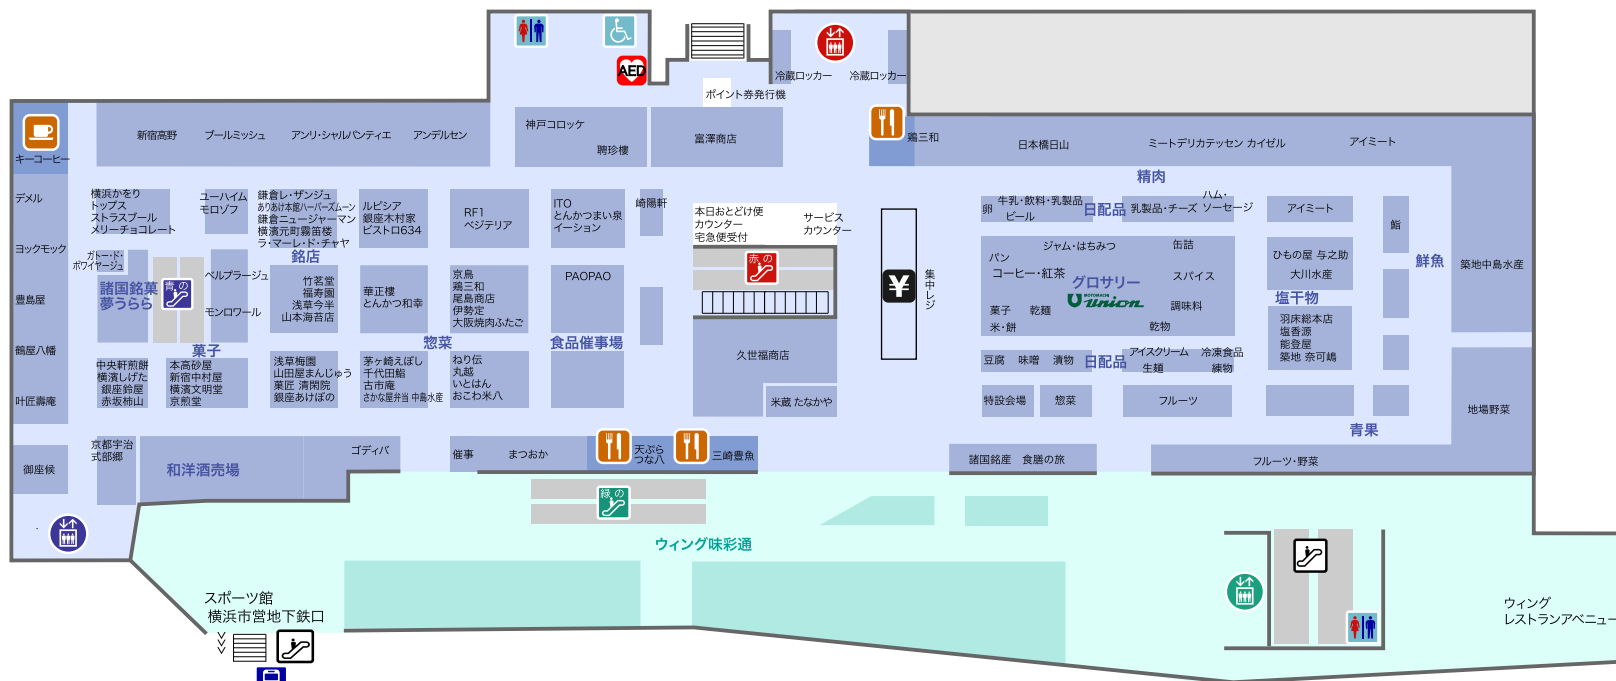 AED
冷蔵ロッカー
冷蔵ロッカー
ポイント券発行機
キーコーヒー
新宿高野
ブールミッシュ
アンリ・シャルパンティエ
アンデルセン
神戸コロッケ
聘珍樓
富澤商店
鶏三和
日本橋日山
ミートデリカテッセン カイゼル
アイミート
精肉
デメル
ヨックモック
豊島屋
鶴屋八幡
叶匠壽庵
御座候
横浜かをり
トップス
ストラスブール
メリーチョコレート
ユーハイム
モロゾフ
鎌倉レ・ザンジュ
ありあけ本館ハーバーズムーン
鎌倉ニュージャーマン
横濱元町霧笛楼
ラ・マーレ・ド・チャヤ
銘店
ルピシア
銀座木村家
ビストロ634
RF1
ベジテリア
ITO
とんかつまい泉
イーション
崎陽軒
本日おとどけ便
カウンター
宅急便受付
サービス
カウンター
赤の
ガトー・ド・
ボワイヤージュ
諸国銘菓
夢うらら
青の
ベルプラージュ
モンロワール
菓子
竹茗堂
福寿園
浅草今半
山本海苔店
華正樓
とんかつ和幸
惣菜
京鳥
鶏三和
尾島商店
伊勢定
大阪焼肉ふたご
PAOPAO
食品催事場
久世福商店
米蔵 たなかや
中央軒煎餅
横濱しげた
銀座鈴屋
赤坂柿山
本高砂屋
新宿中村屋
横濱文明堂
京煎堂
浅草梅園
山田屋まんじゅう
菓匠 清閑院
銀座あけぼの
茅ヶ崎えぼし
千代田鮨
古市庵
さかな屋弁当 中島水産
ねり伝
丸越
いとはん
おこわ米八
京都宇治
式部郷
和洋酒売場
ゴディバ
催事
まつおか
天ぷら
つな八
三崎豊魚
集中レジ
¥
卵
牛乳・飲料・乳製品
ビール
日配品
乳製品・チーズ
ハム・
ソーセージ
アイミート
鮨
鮮魚
築地中島水産
ジャム・はちみつ
缶詰
パン
コーヒー・紅茶
グロサリー
スパイス
MOTOMACHI
Union
調味料
菓子
乾麺
米・餅
乾物
ひもの屋 与之助
大川水産
塩干物
羽床総本店
塩香源
能登屋
築地 奈可嶋
豆腐
味噌
漬物
日配品
アイスクリーム
生麺
冷凍食品
練物
特設会場
惣菜
フルーツ
青果
地場野菜
諸国銘産 食膳の旅
フルーツ・野菜
緑の
ウィング味彩通
スポーツ館
横浜市営地下鉄口
ウィング
レストランアベニュー